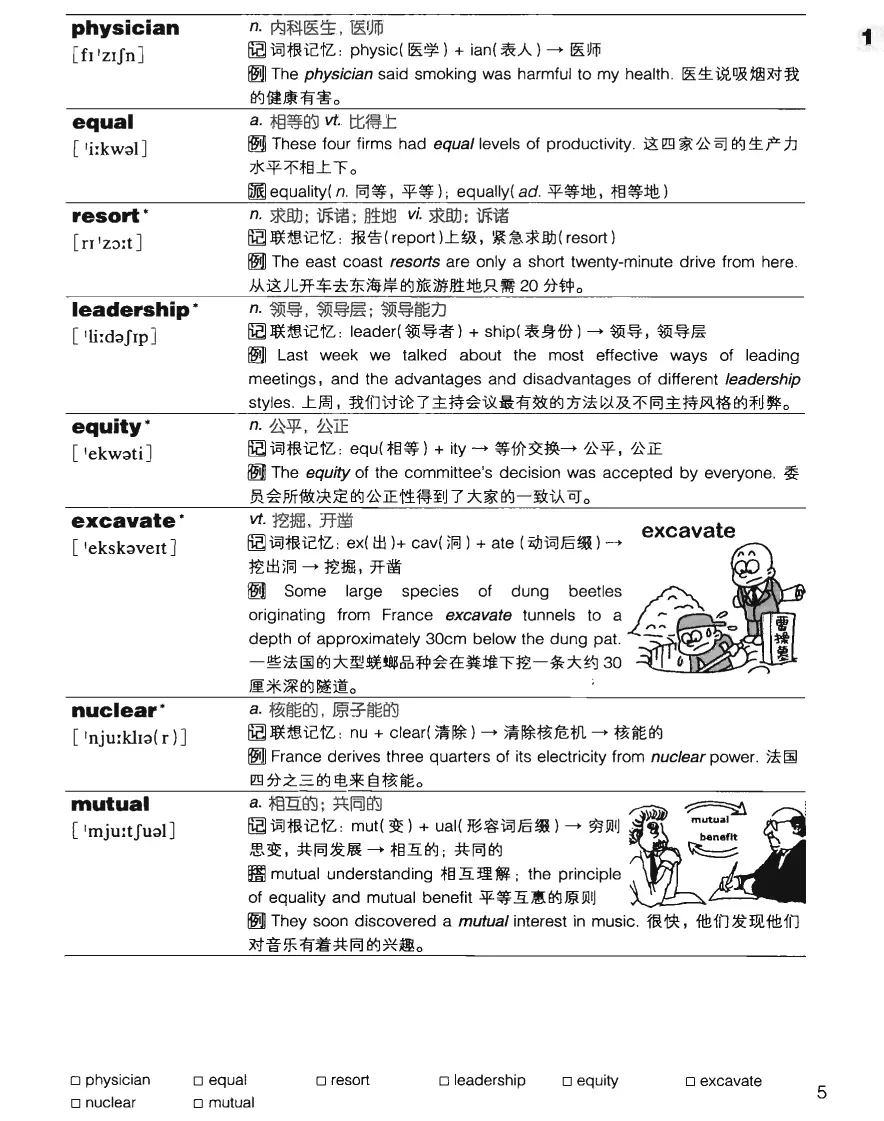 1
physician n. 内科医生, 医师
[fɪˈzɪʃn] 记 词根记忆: physic(医学) + ian(表人) → 医师
例 The physician said smoking was harmful to my health. 医生说吸烟对我
的健康有害。
equal a. 相等的 vt. 比得上
[ˈiːkwəl] 例 These four firms had equal levels of productivity. 这四家公司的生产力
水平不相上下。
派 equality(n. 同等, 平等); equally(ad. 平等地, 相等地)
resort* n. 求助; 诉诸; 胜地 vi. 求助; 诉诸
[rɪˈzɔːt] 记 联想记忆: 报告(report)上级, 紧急求助(resort)
例 The east coast resorts are only a short twenty-minute drive from here.
从这儿开车去东海岸的旅游胜地只需 20 分钟。
leadership* n. 领导, 领导层; 领导能力
[ˈliːdəʃɪp] 记 联想记忆: leader(领导者) + ship(表身份) → 领导, 领导层
例 Last week we talked about the most effective ways of leading
meetings, and the advantages and disadvantages of different leadership
styles. 上周, 我们讨论了主持会议最有效的方法以及不同主持风格的利弊。
equity* n. 公平, 公正
[ˈekwəti] 记 词根记忆: equ(相等) + ity → 等价交换→ 公平, 公正
例 The equity of the committee's decision was accepted by everyone. 委
员会所做决定的公正性得到了大家的一致认可。
excavate* vt. 挖掘, 开凿
[ˈekskəveɪt] 记 词根记忆: ex(出)+ cav(洞) + ate (动词后缀) →
挖出洞 → 挖掘, 开凿
例 Some large species of dung beetles
originating from France excavate tunnels to a
depth of approximately 30cm below the dung pat.
一些法国的大型蜣螂品种会在粪堆下挖一条大约 30
厘米深的隧道。
excavate
曹操墓
nuclear* a. 核能的, 原子能的
[ˈnjuːklɪə(r)] 记 联想记忆: nu + clear(清除) → 清除核危机 → 核能的
例 France derives three quarters of its electricity from nuclear power. 法国
四分之三的电来自核能。
mutual a. 相互的; 共同的
[ˈmjuːtʃuəl] 记 词根记忆: mut(变) + ual(形容词后缀) → 穷则
思变, 共同发展 → 相互的; 共同的
搭 mutual understanding 相互理解; the principle
of equality and mutual benefit 平等互惠的原则
例 They soon discovered a mutual interest in music. 很快, 他们发现他们
对音乐有着共同的兴趣。
mutual
benefit
□ physician □ equal □ resort □ leadership □ equity □ excavate
□ nuclear □ mutual
5